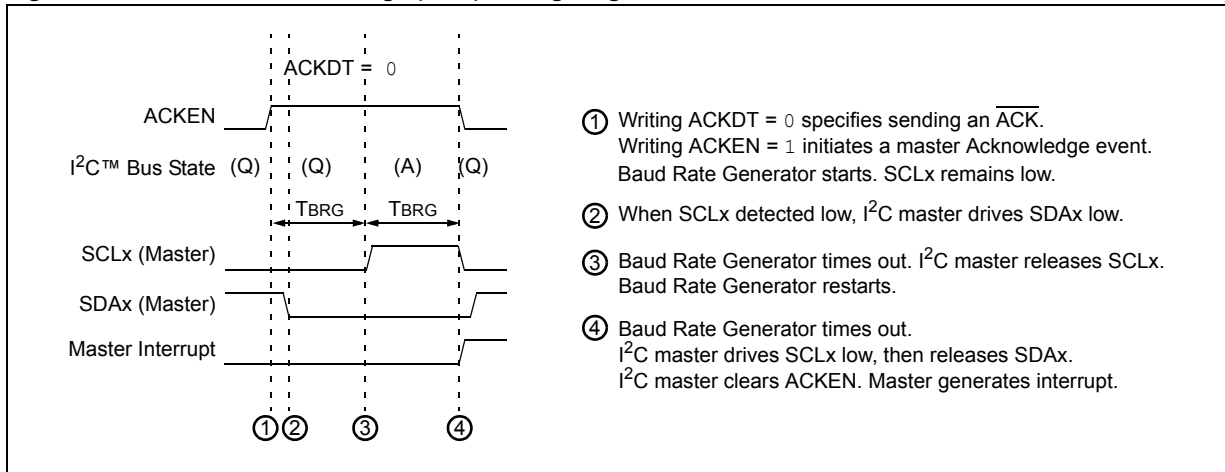 ACKDT = 0
ACKEN
I²C™ Bus State (Q) (Q) (A) (Q)
TBRG TBRG
SCLx (Master)
SDAx (Master)
Master Interrupt
① ② ③ ④
① Writing ACKDT = 0 specifies sending an A̅C̅K̅.
Writing ACKEN = 1 initiates a master Acknowledge event.
Baud Rate Generator starts. SCLx remains low.
② When SCLx detected low, I²C master drives SDAx low.
③ Baud Rate Generator times out. I²C master releases SCLx.
Baud Rate Generator restarts.
④ Baud Rate Generator times out.
I²C master drives SCLx low, then releases SDAx.
I²C master clears ACKEN. Master generates interrupt.